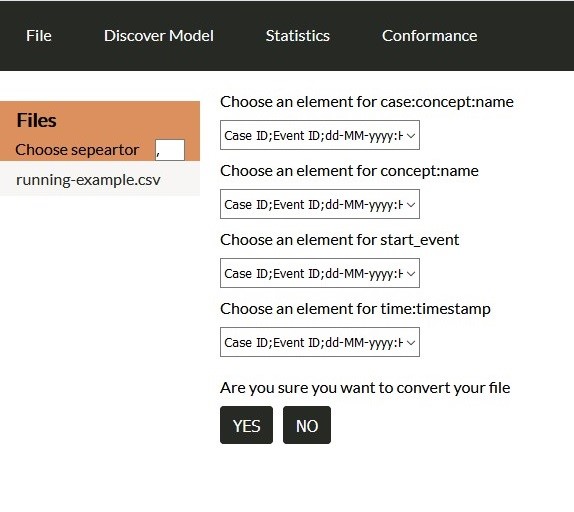 File Discover Model Statistics Conformance
Files
Choose sepeartor ,
running-example.csv
Choose an element for case:concept:name
Case ID;Event ID;dd-MM-yyyy:H
Choose an element for concept:name
Case ID;Event ID;dd-MM-yyyy:H
Choose an element for start_event
Case ID;Event ID;dd-MM-yyyy:H
Choose an element for time:timestamp
Case ID;Event ID;dd-MM-yyyy:H
Are you sure you want to convert your file
YES NO